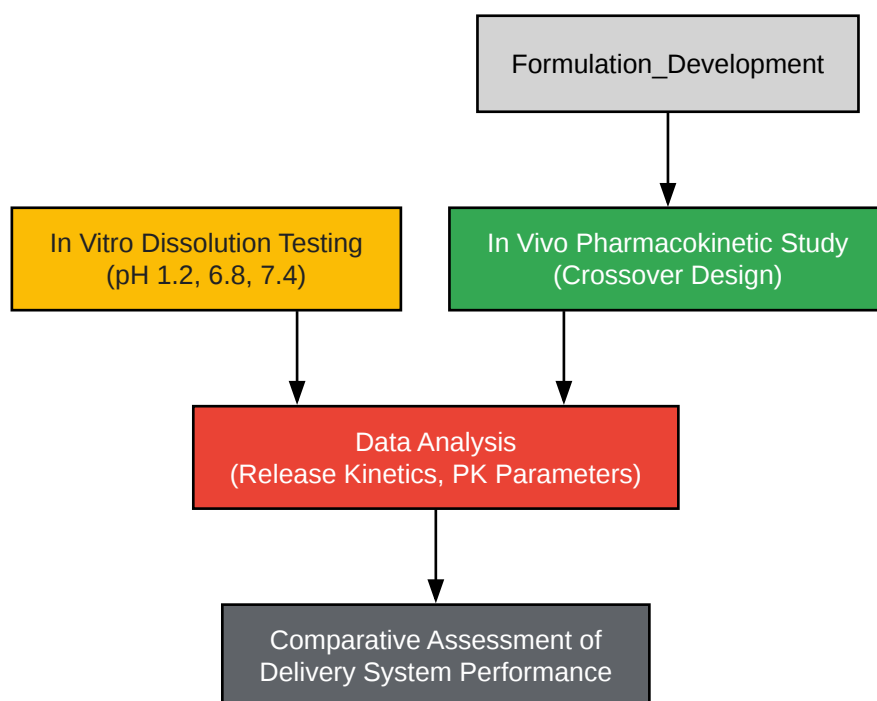 Formulation_Development
In Vitro Dissolution Testing
(pH 1.2, 6.8, 7.4)
In Vivo Pharmacokinetic Study
(Crossover Design)
Data Analysis
(Release Kinetics, PK Parameters)
Comparative Assessment of
Delivery System Performance